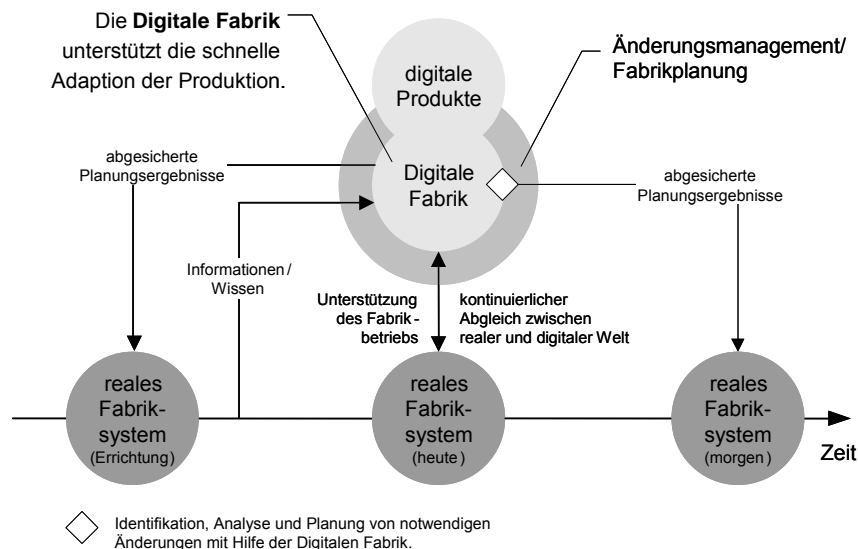 Die Digitale Fabrik
unterstützt die schnelle
Adaption der Produktion.
digitale
Produkte
Änderungsmanagement/
Fabrikplanung
abgesicherte
Planungsergebnisse
Digitale
Fabrik
abgesicherte
Planungsergebnisse
Informationen /
Wissen
Unterstützung
des Fabrik-
betriebs
kontinuierlicher
Abgleich zwischen
realer und digitaler Welt
reales
Fabrik-
system
(Errichtung)
reales
Fabrik-
system
(heute)
reales
Fabrik-
system
(morgen)
Zeit
Identifikation, Analyse und Planung von notwendigen
Änderungen mit Hilfe der Digitalen Fabrik.